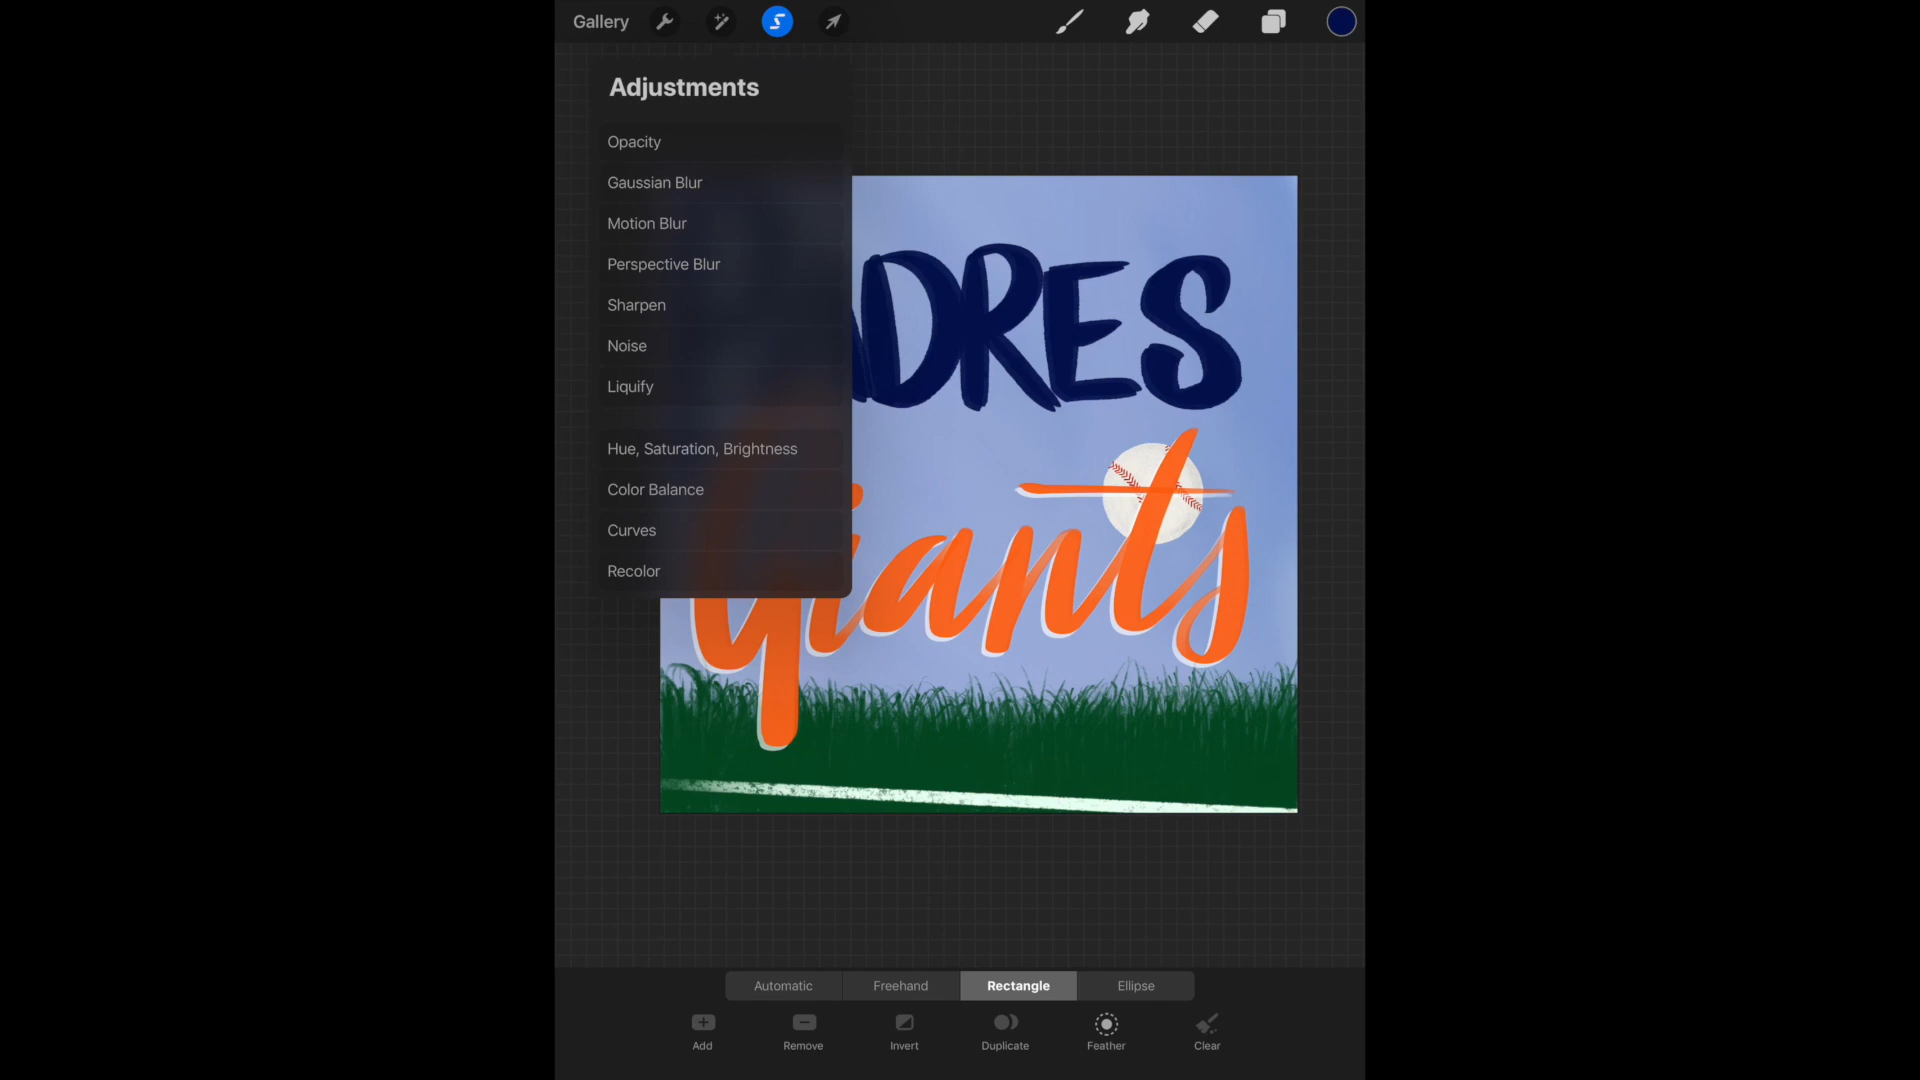 Gallery
Adjustments
Opacity
Gaussian Blur
Motion Blur
Perspective Blur
Sharpen
Noise
Liquify
Hue, Saturation, Brightness
Color Balance
Curves
Recolor
DRES
Giants
Automatic
Freehand
Rectangle
Ellipse
Add
Remove
Invert
Duplicate
Feather
Clear